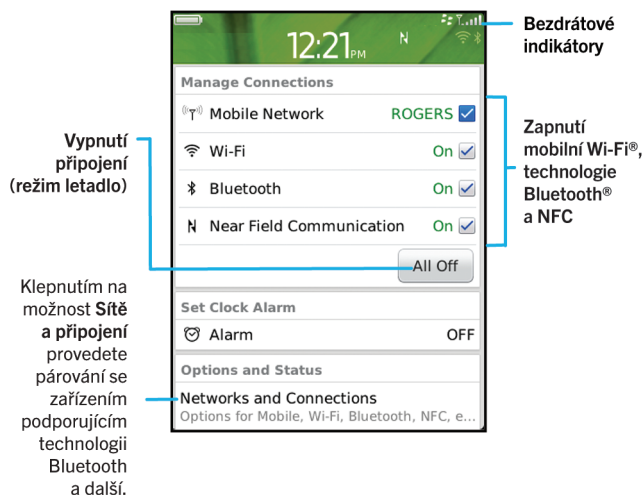 12:21PM
Bezdrátové
indikátory
Manage Connections
Mobile Network ROGERS
Wi-Fi On
Bluetooth On
Near Field Communication On
All Off
Vypnutí
připojení
(režim letadlo)
Zapnutí
mobilní Wi-Fi®,
technologie
Bluetooth®
a NFC
Set Clock Alarm
Alarm OFF
Options and Status
Networks and Connections
Options for Mobile, Wi-Fi, Bluetooth, NFC, e...
Klepnutím na
možnost Sítě
a připojení
provedete
párování se
zařízením
podporujícím
technologii
Bluetooth
a další.